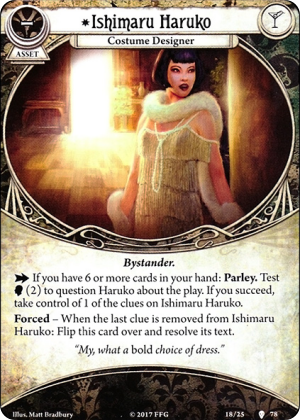 *Ishimaru Haruko
Costume Designer
ASSET
Bystander.
If you have 6 or more cards in your hand: Parley. Test
(2) to question Haruko about the play. If you succeed,
take control of 1 of the clues on Ishimaru Haruko.
Forced – When the last clue is removed from Ishimaru
Haruko: Flip this card over and resolve its text.
"My, what a bold choice of dress."
Illus. Matt Bradbury
© 2017 FFG
18/25
78